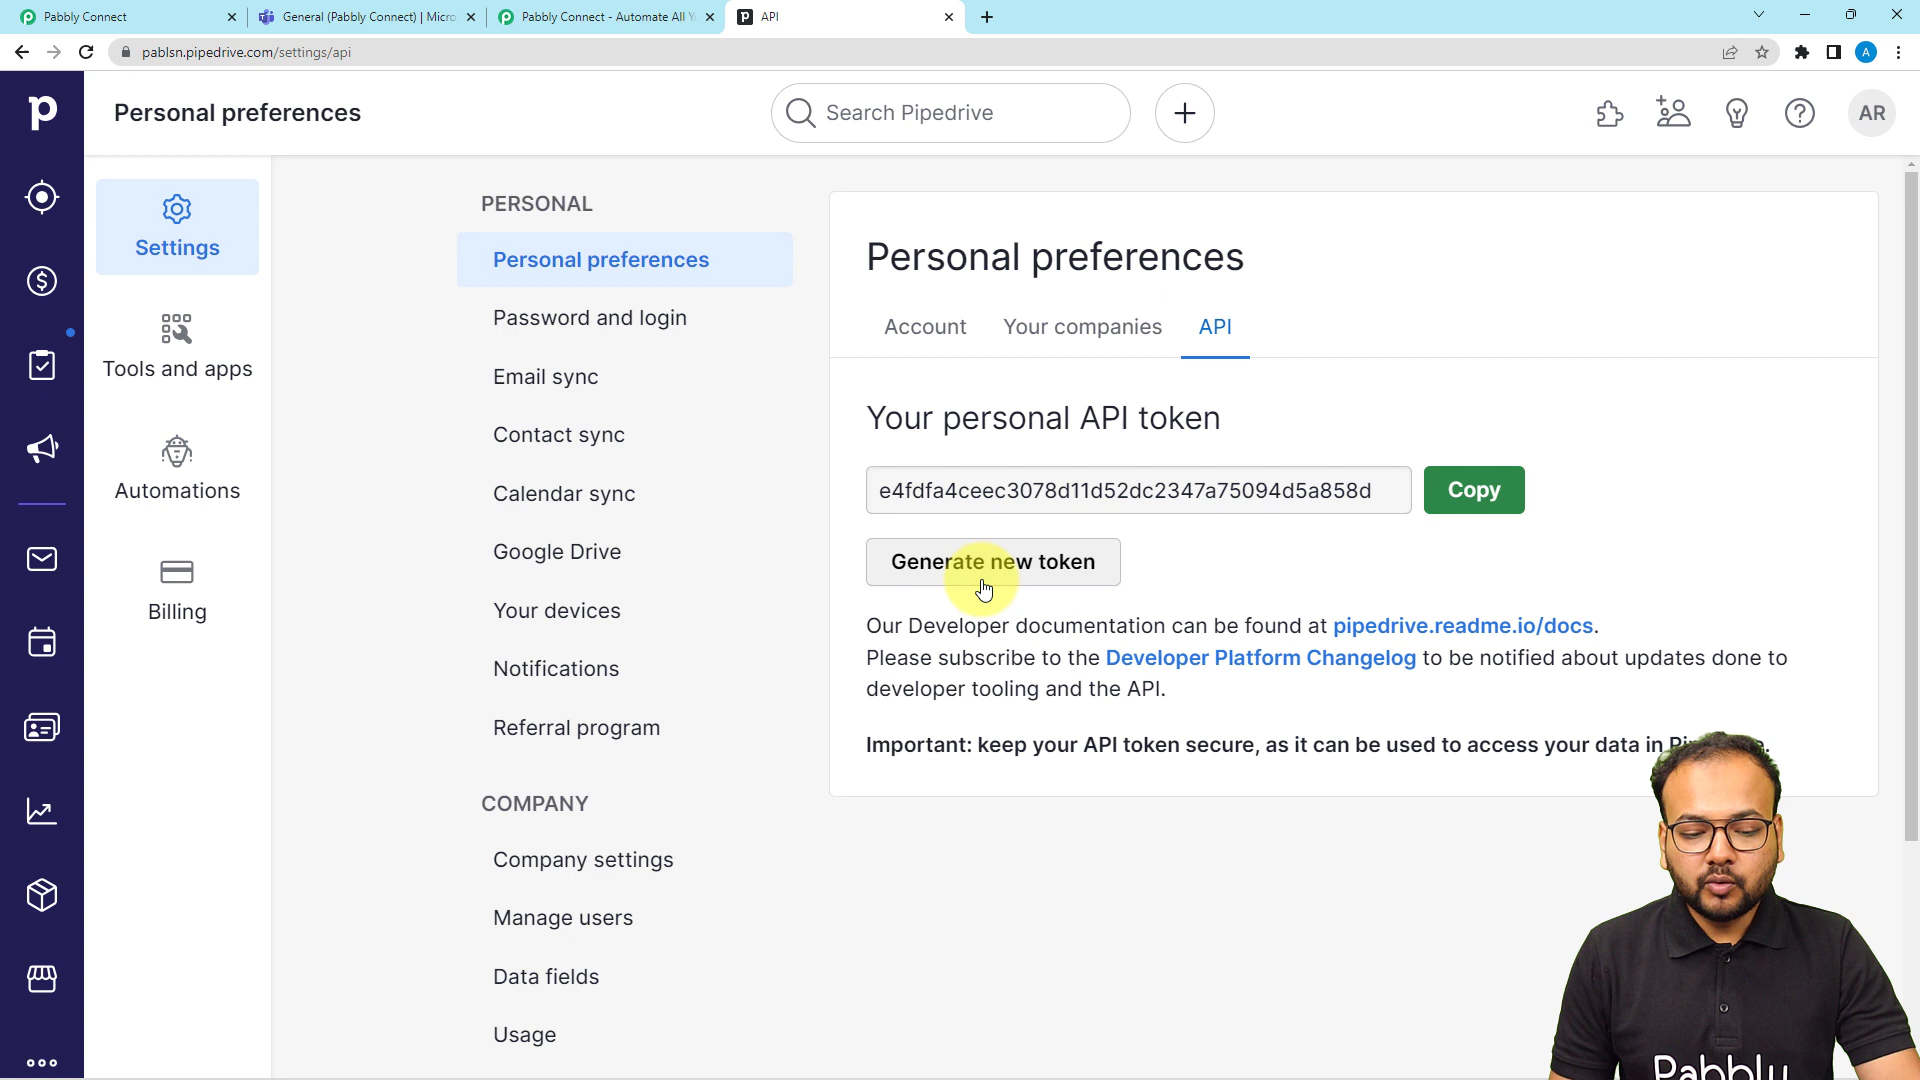 Pabbly Connect
General (Pabbly Connect) | Micro
Pabbly Connect - Automate All Y
API
pablsn.pipedrive.com/settings/api
A
Personal preferences
Search Pipedrive
AR
Settings
Tools and apps
Automations
Billing
PERSONAL
Personal preferences
Password and login
Email sync
Contact sync
Calendar sync
Google Drive
Your devices
Notifications
Referral program
COMPANY
Company settings
Manage users
Data fields
Usage
Personal preferences
Account
Your companies
API
Your personal API token
e4fdfa4ceec3078d11d52dc2347a75094d5a858d
Copy
Generate new token
Our Developer documentation can be found at pipedrive.readme.io/docs.
Please subscribe to the Developer Platform Changelog to be notified about updates done to
developer tooling and the API.
Important: keep your API token secure, as it can be used to access your data in
Pabbly